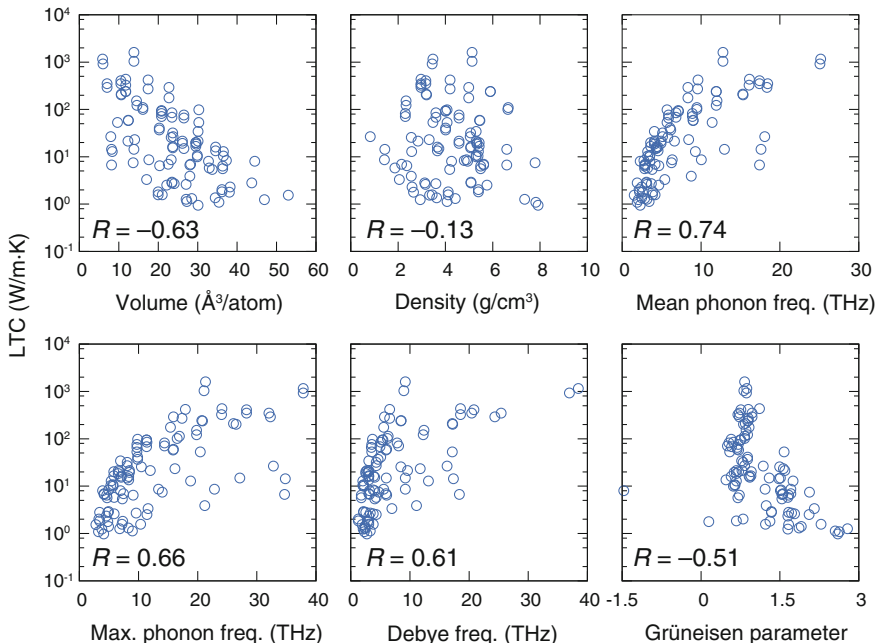 10⁴
10³
10²
10¹
10⁰
10⁻¹
R = −0.63
0 10 20 30 40 50 60
Volume (Å³/atom)
R = −0.13
0 2 4 6 8 10
Density (g/cm³)
R = 0.74
0 10 20 30
Mean phonon freq. (THz)
LTC (W/m·K)
10⁴
10³
10²
10¹
10⁰
10⁻¹
R = 0.66
0 10 20 30 40
Max. phonon freq. (THz)
R = 0.61
0 10 20 30 40
Debye freq. (THz)
R = −0.51
-1.5 0 1.5 3
Grüneisen parameter